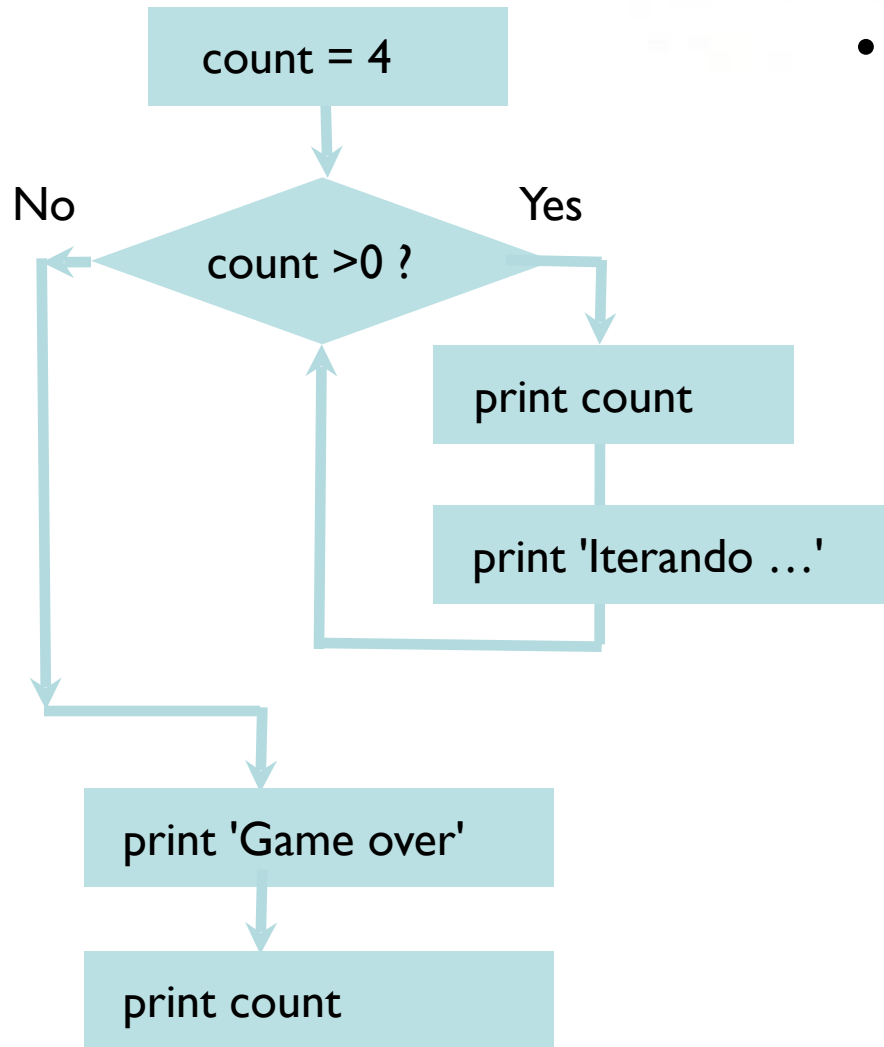 count = 4
•
No
Yes
count >0 ?
print count
print 'Iterando …'
print 'Game over'
print count